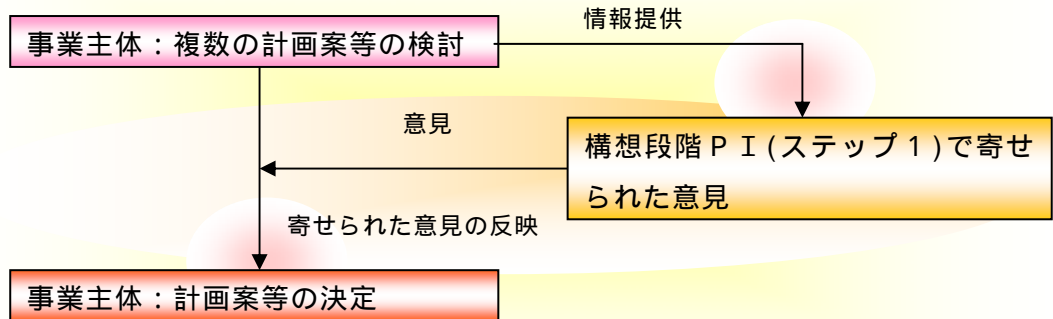 情報提供
事業主体：複数の計画案等の検討
意見
構想段階ＰＩ(ステップ１)で寄せ
られた意見
寄せられた意見の反映
事業主体：計画案等の決定